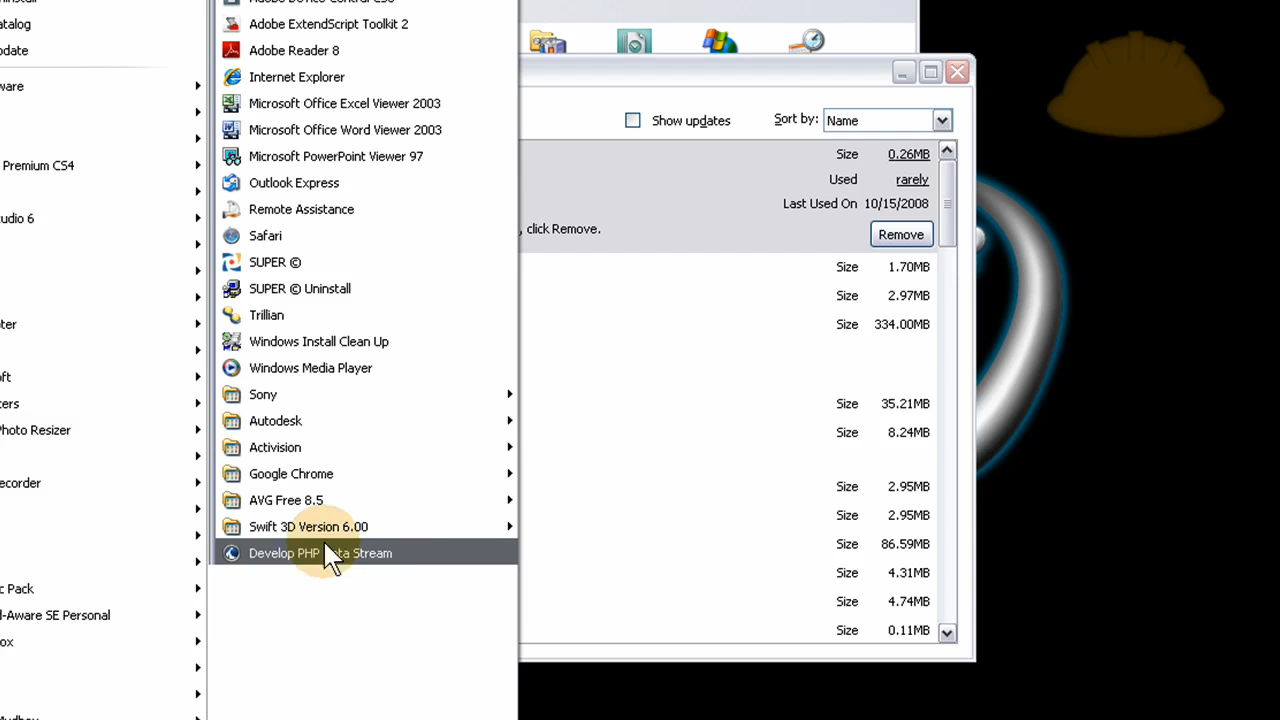 ninstall
atalog
pdate
ware
Premium CS4
udio 6
ter
ft
ters
Photo Resizer
ecorder
c Pack
d-Aware SE Personal
ox
Adobe ExtendScript Toolkit 2
Adobe Reader 8
Internet Explorer
Microsoft Office Excel Viewer 2003
Microsoft Office Word Viewer 2003
Microsoft PowerPoint Viewer 97
Outlook Express
Remote Assistance
Safari
SUPER ©
SUPER © Uninstall
Trillian
Windows Install Clean Up
Windows Media Player
Sony
Autodesk
Activision
Google Chrome
AVG Free 8.5
Swift 3D Version 6.00
Develop PHP ta Stream
Show updates Sort by: Name
Size 0.26MB
Used rarely
Last Used On 10/15/2008
, click Remove. Remove
Size 1.70MB
Size 2.97MB
Size 334.00MB
Size 35.21MB
Size 8.24MB
Size 2.95MB
Size 2.95MB
Size 86.59MB
Size 4.31MB
Size 4.74MB
Size 0.11MB